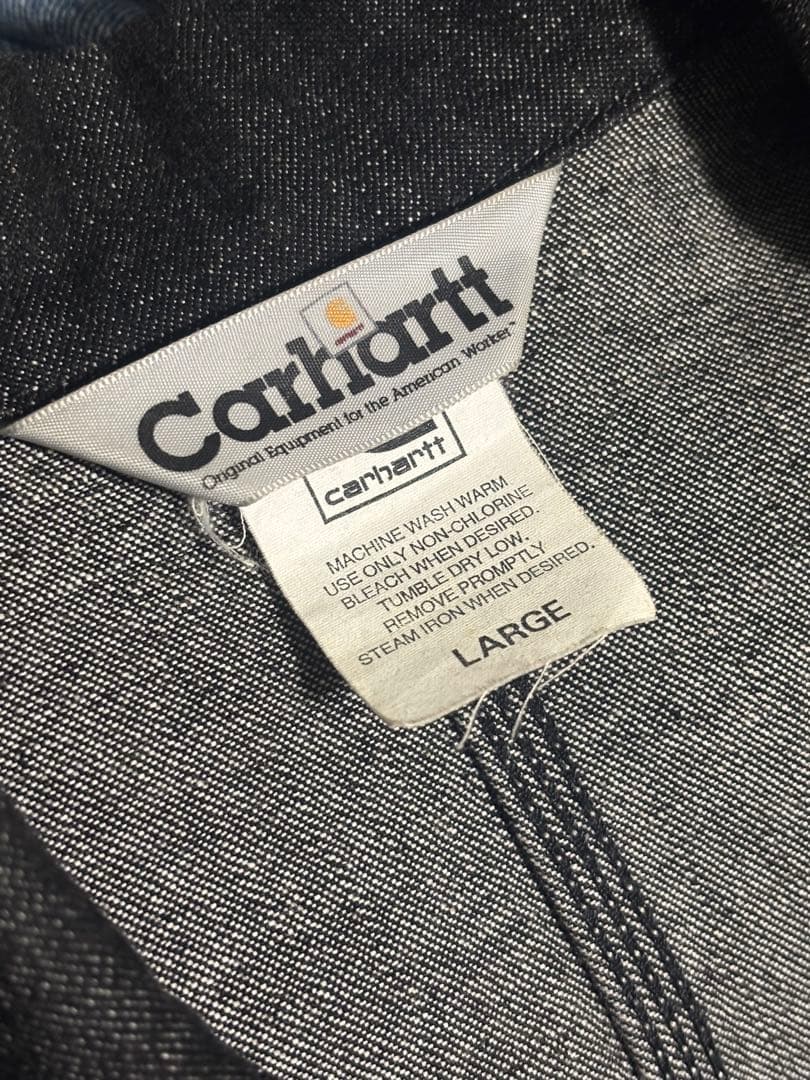 Carhartt
Original Equipment for the American Worker™
carhartt
MACHINE WASH WARM
USE ONLY NON-CHLORINE
BLEACH WHEN DESIRED.
TUMBLE DRY LOW.
REMOVE PROMPTLY
STEAM IRON WHEN DESIRED.
LARGE